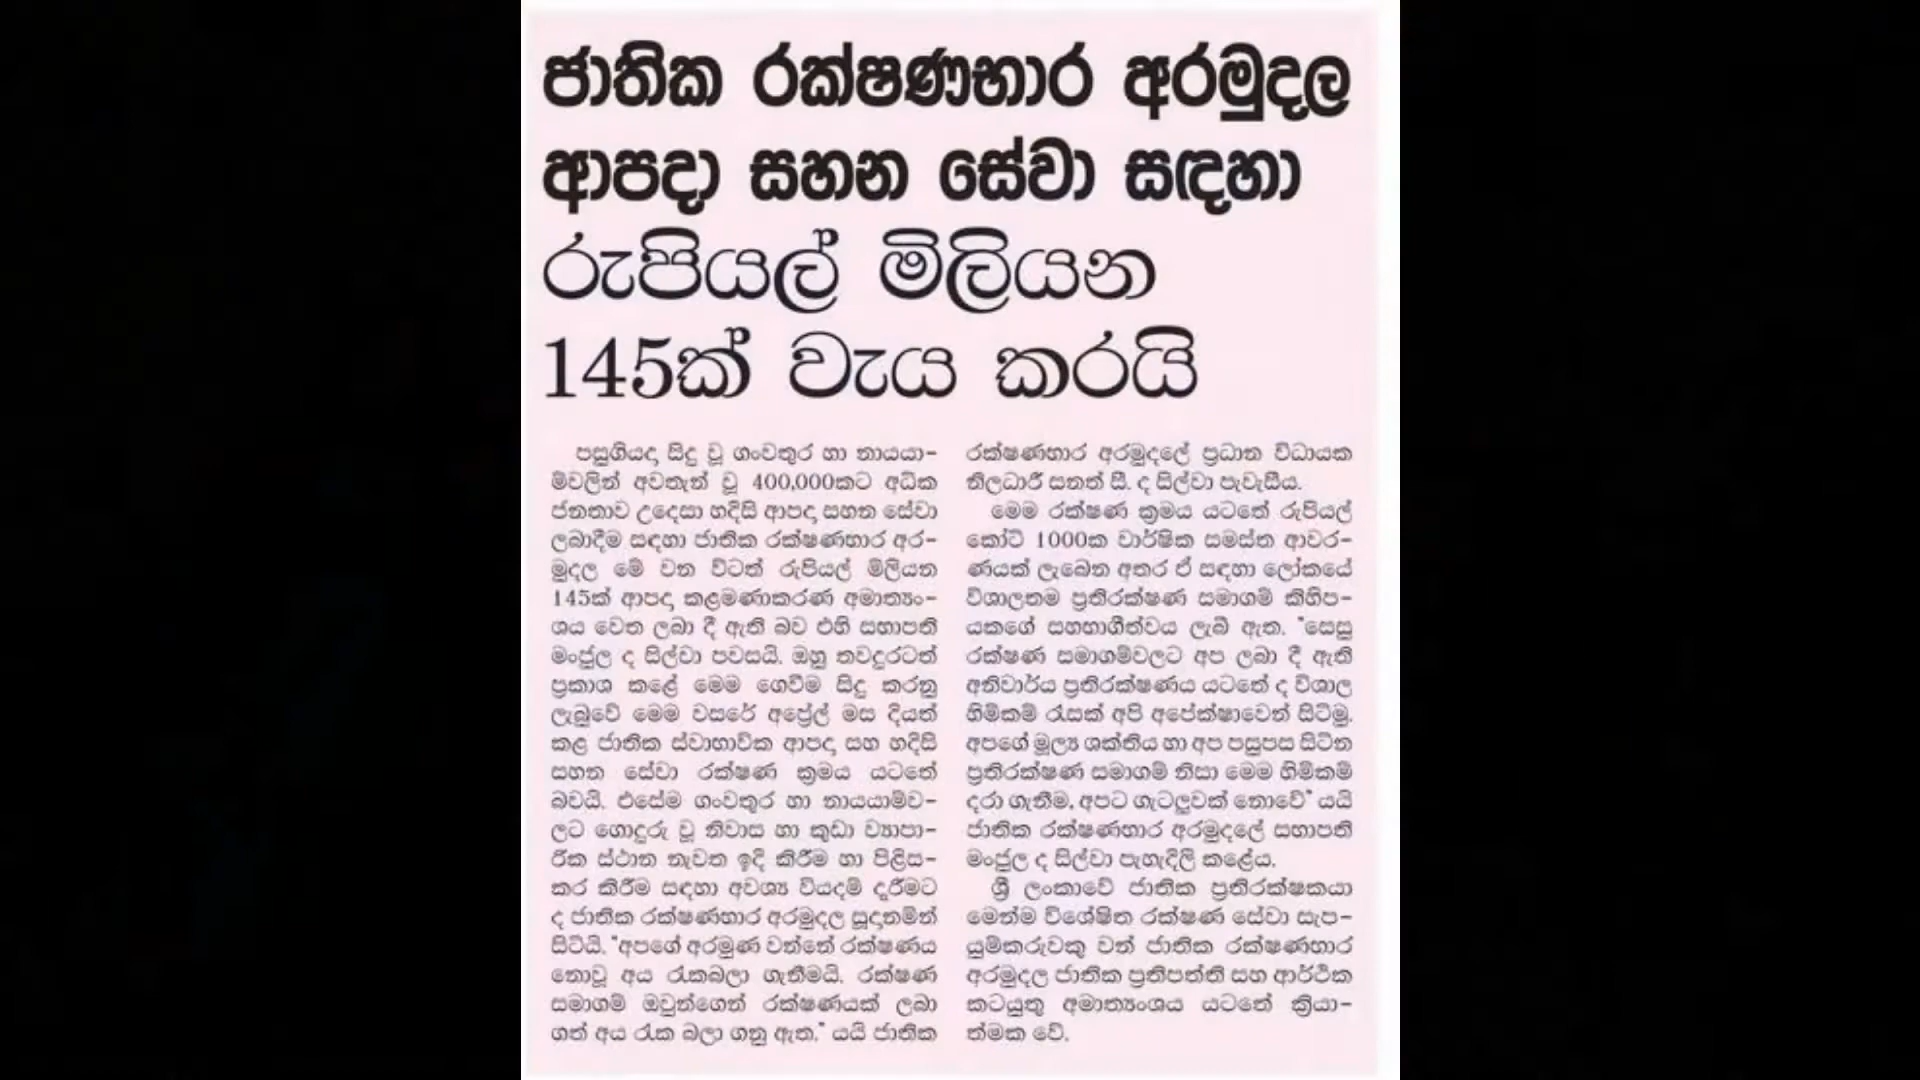 ජාතික රක්ෂණභාර අරමුදල
ආපදා සහන සේවා සඳහා
රුපියල් මිලියන
145ක් වැය කරයි
පසුගියදා සිදු වූ ගංවතුර හා නායයා-
ම්වලින් අවතැන් වූ 400,000කට අධික
ජනතාව උදෙසා හදිසි ආපදා සහන සේවා
ලබාදීම සඳහා ජාතික රක්ෂණභාර අර-
මුදල මේ වන විටත් රුපියල් මිලියන
145ක් ආපදා කළමණාකරණ අමාත්‍යං-
ශය වෙත ලබා දී ඇති බව එහි සභාපති
මංජුල ද සිල්වා පවසයි. ඔහු තවදුරටත්
ප්‍රකාශ කළේ මෙම ගෙවීම සිදු කරනු
ලැබුවේ මෙම වසරේ අප්‍රේල් මස දියත්
කළ ජාතික ස්වාභාවික ආපදා සහ හදිසි
සහන සේවා රක්ෂණ ක්‍රමය යටතේ
බවයි. එසේම ගංවතුර හා නායයාම්ව-
ලට ගොදුරු වූ නිවාස හා කුඩා ව්‍යාපා-
රික ස්ථාන නැවත ඉදි කිරීම හා පිළිස-
කර කිරීම සඳහා අවශ්‍ය වියදම් දැරීමට
ද ජාතික රක්ෂණභාර අරමුදල සූදානමින්
සිටියි. "අපගේ අරමුණ වන්නේ රක්ෂණය
නොවූ අය රැකබලා ගැනීමයි. රක්ෂණ
සමාගම් ඔවුන්ගෙන් රක්ෂණයක් ලබා
ගත් අය රැක බලා ගනු ඇත." යයි ජාතික
රක්ෂණභාර අරමුදලේ ප්‍රධාන විධායක
නිලධාරී සනත් සී. ද සිල්වා පැවැසීය.
මෙම රක්ෂණ ක්‍රමය යටතේ රුපියල්
කෝටි 1000ක වාර්ෂික සමස්ත ආවර-
ණයක් ලැබෙන අතර ඒ සඳහා ලෝකයේ
විශාලතම ප්‍රතිරක්ෂණ සමාගම් කිහිප-
යකගේ සහභාගීත්වය ලැබී ඇත. "සෙසු
රක්ෂණ සමාගම්වලට අප ලබා දී ඇති
අනිවාර්ය ප්‍රතිරක්ෂණය යටතේ ද විශාල
හිමිකම් රැසක් අපි අපේක්ෂාවෙන් සිටිමු.
අපගේ මූල්‍ය ශක්තිය හා අප පසුපස සිටින
ප්‍රතිරක්ෂණ සමාගම් නිසා මෙම හිමිකම්
දරා ගැනීම, අපට ගැටලුවක් නොවේ" යයි
ජාතික රක්ෂණභාර අරමුදලේ සභාපති
මංජුල ද සිල්වා පැහැදිලි කළේය.
ශ්‍රී ලංකාවේ ජාතික ප්‍රතිරක්ෂකයා
මෙන්ම විශේෂිත රක්ෂණ සේවා සැප-
යුම්කරුවකු වන් ජාතික රක්ෂණභාර
අරමුදල ජාතික ප්‍රතිපත්ති සහ ආර්ථික
කටයුතු අමාත්‍යංශය යටතේ ක්‍රියා-
ත්මක වේ.